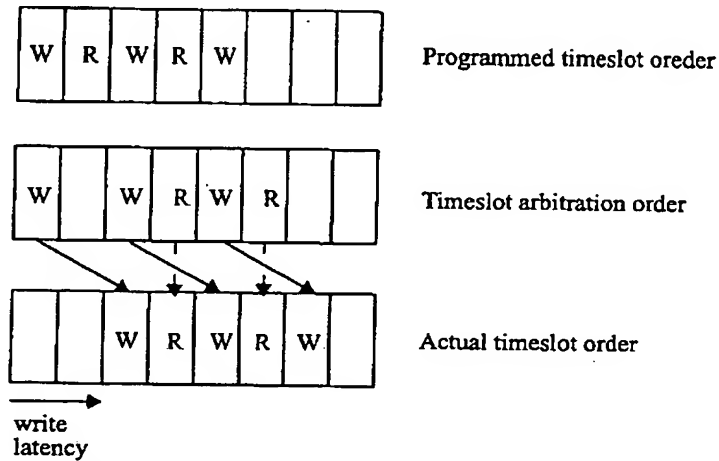 W R W R W
Programmed timeslot oreder
W W R W R
Timeslot arbitration order
W R W R W
Actual timeslot order
write
latency